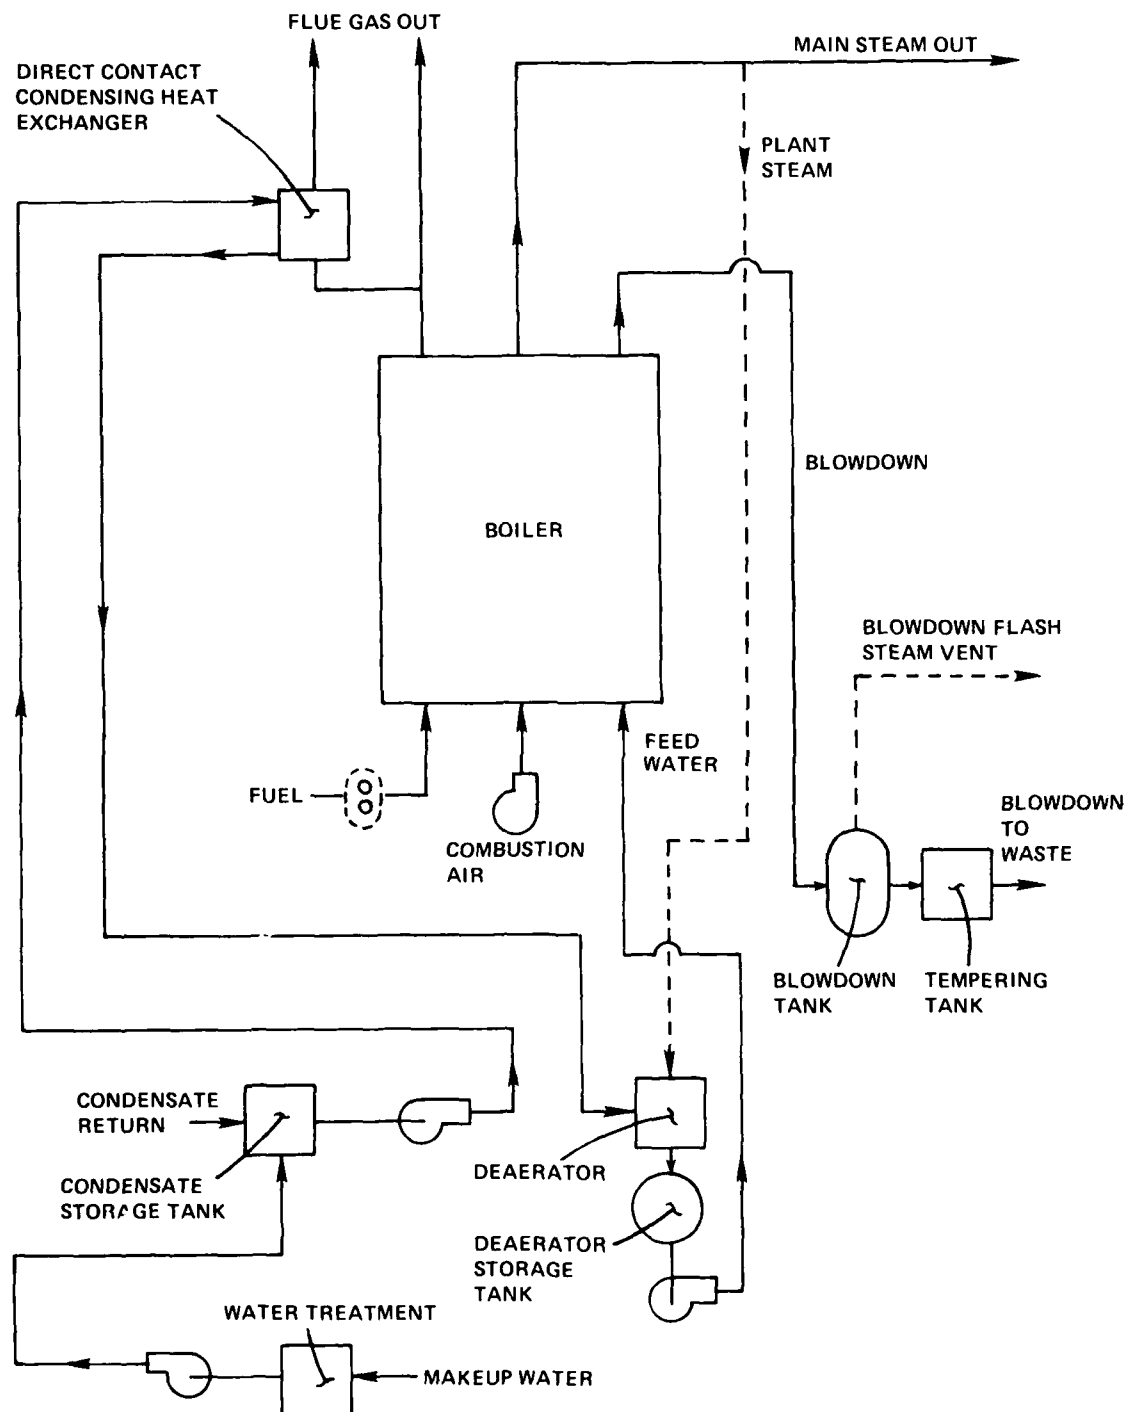 FLUE GAS OUT
MAIN STEAM OUT
DIRECT CONTACT
CONDENSING HEAT
EXCHANGER
PLANT
STEAM
BLOWDOWN
BOILER
BLOWDOWN FLASH
STEAM VENT
FEED
WATER
FUEL
COMBUSTION
AIR
BLOWDOWN
TO
WASTE
BLOWDOWN
TANK
TEMPERING
TANK
CONDENSATE
RETURN
CONDENSATE
STORAGE TANK
DEAERATOR
DEAERATOR
STORAGE
TANK
WATER TREATMENT
MAKEUP WATER